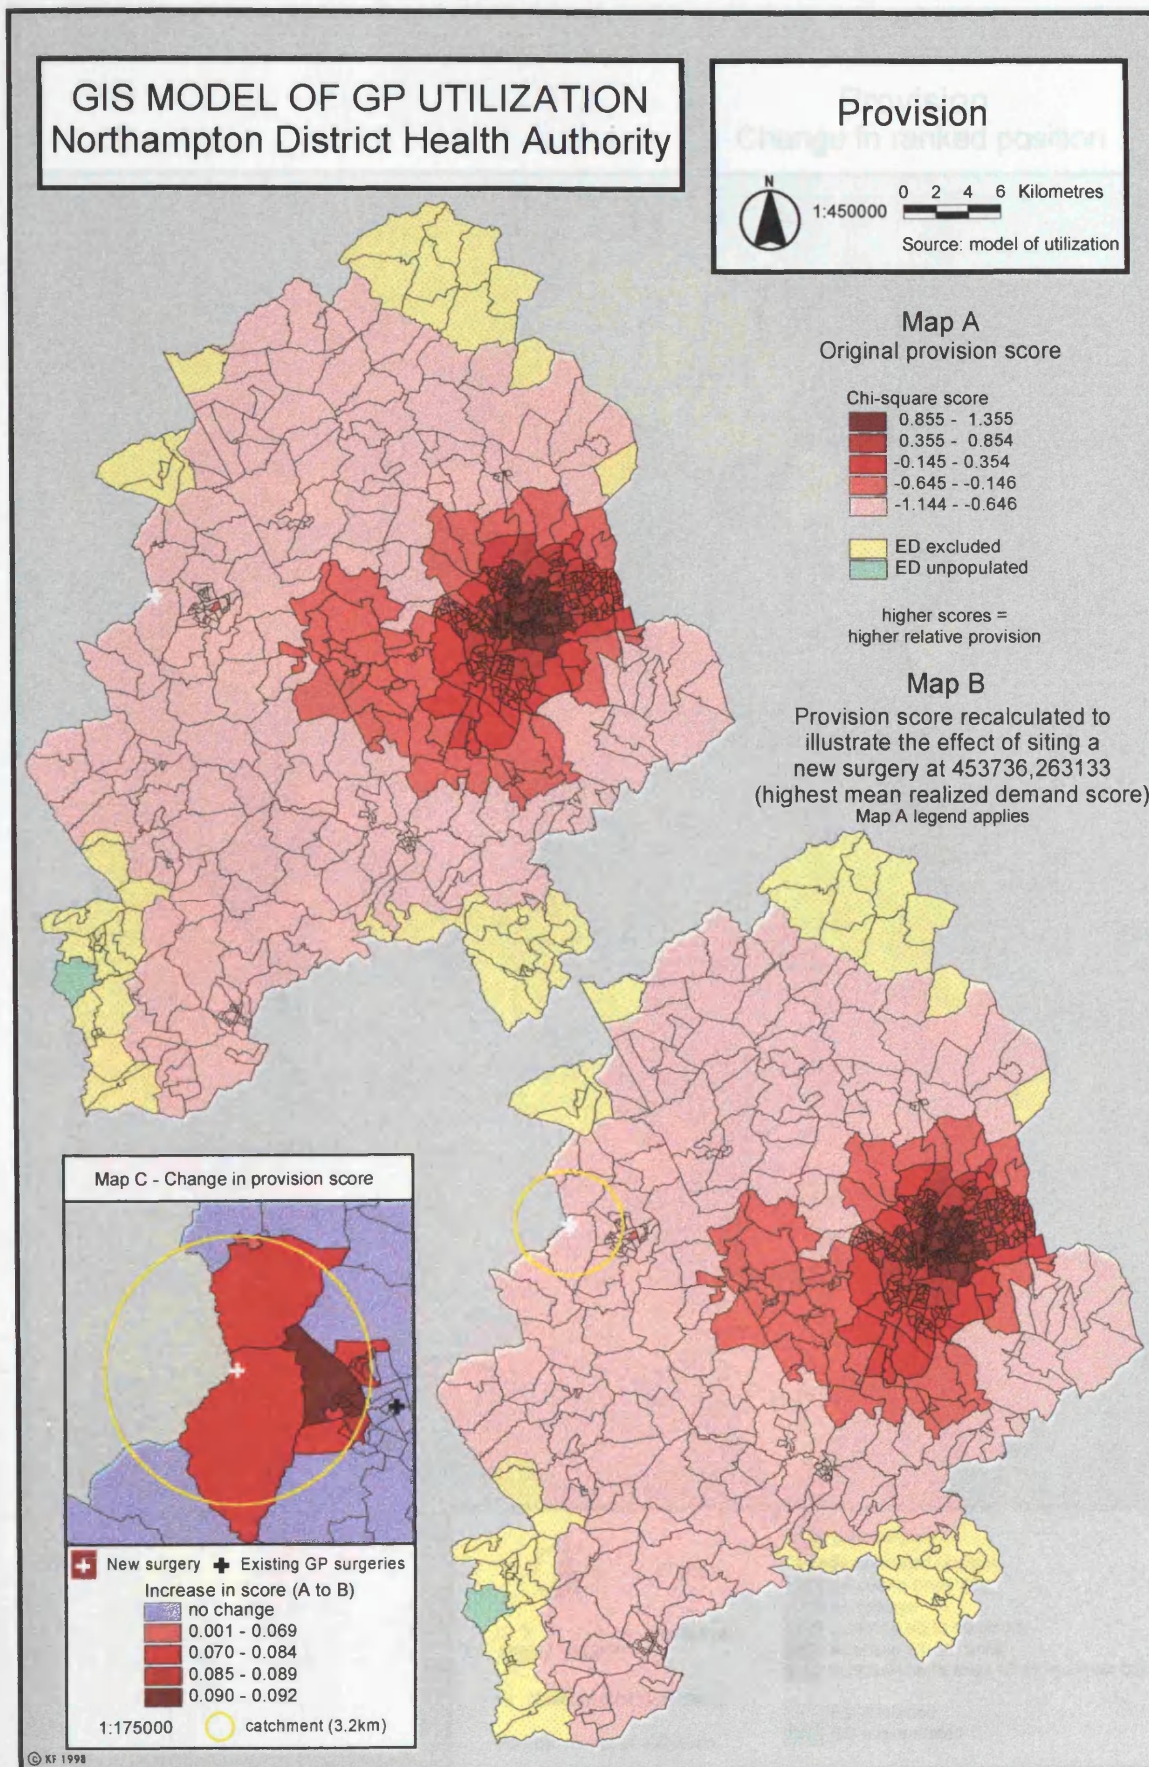 GIS MODEL OF GP UTILIZATION
Northampton District Health Authority
Provision
Change in ranked position
N
1:450000
0 2 4 6 Kilometres
Source: model of utilization
Map A
Original provision score
Chi-square score
0.855 - 1.355
0.355 - 0.854
-0.145 - 0.354
-0.645 - -0.146
-1.144 - -0.646
ED excluded
ED unpopulated
higher scores =
higher relative provision
Map B
Provision score recalculated to
illustrate the effect of siting a
new surgery at 453736,263133
(highest mean realized demand score)
Map A legend applies
Map C - Change in provision score
New surgery Existing GP surgeries
Increase in score (A to B)
no change
0.001 - 0.069
0.070 - 0.084
0.085 - 0.089
0.090 - 0.092
1:175000 catchment (3.2km)
© KF 1998